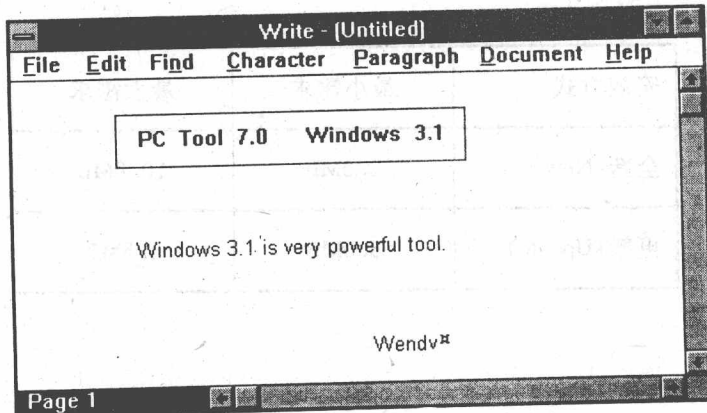 Write - (Untitled)
File Edit Find Character Paragraph Document Help
PC Tool 7.0 Windows 3.1
Windows 3.1 is very powerful tool.
Wendv¤
Page 1